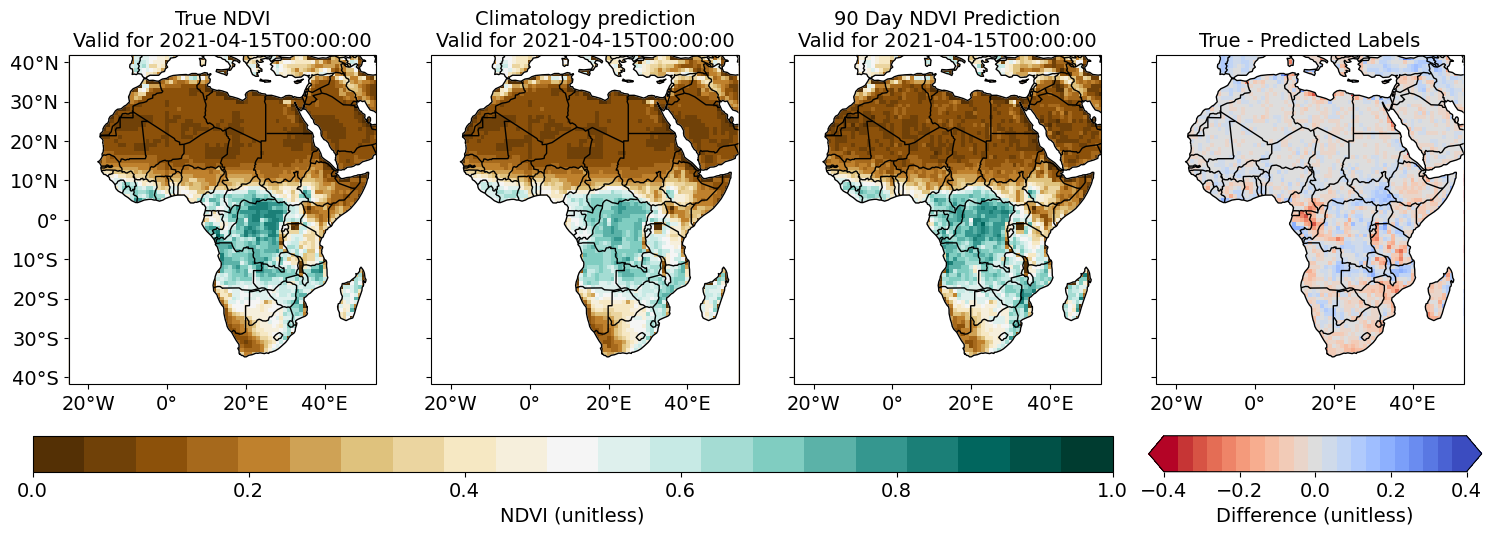 True NDVI
Valid for 2021-04-15T00:00:00
Climatology prediction
Valid for 2021-04-15T00:00:00
90 Day NDVI Prediction
Valid for 2021-04-15T00:00:00
True - Predicted Labels
40°N
30°N
20°N
10°N
0°
10°S
20°S
30°S
40°S
20°W 0° 20°E 40°E
20°W 0° 20°E 40°E
20°W 0° 20°E 40°E
20°W 0° 20°E 40°E
0.0 0.2 0.4 0.6 0.8 1.0
NDVI (unitless)
−0.4 −0.2 0.0 0.2 0.4
Difference (unitless)